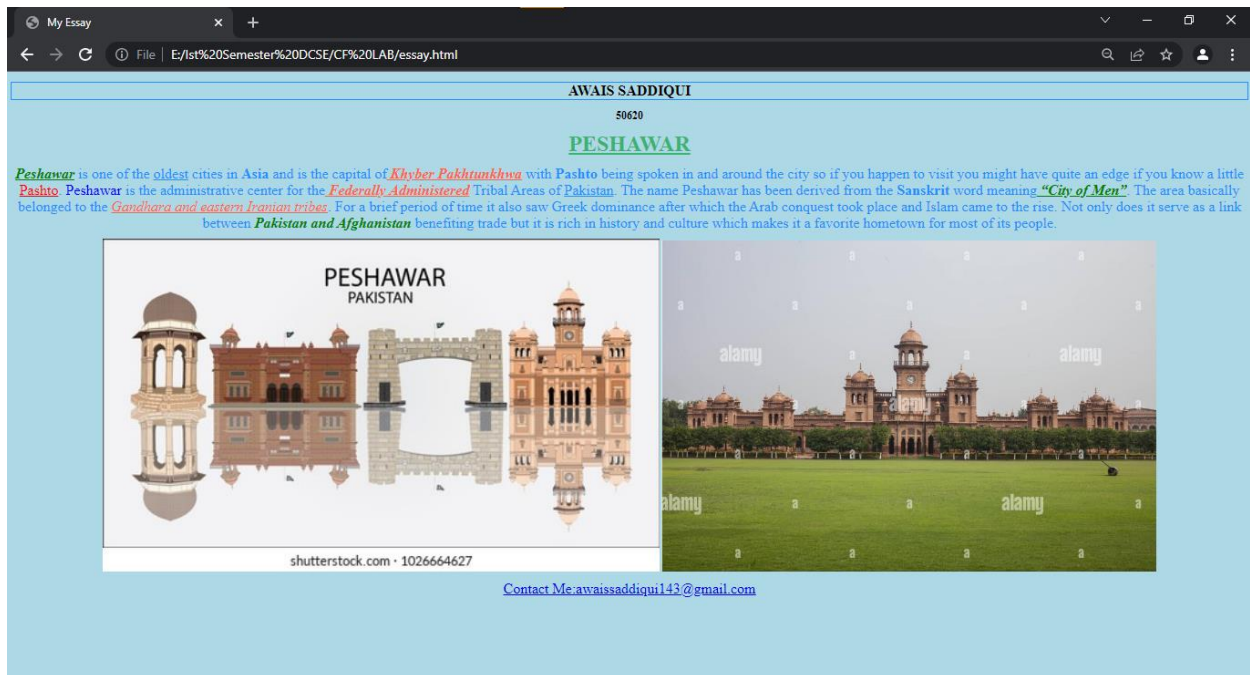 My Essay
File E:/Ist%20Semester%20DCSE/CF%20LAB/essay.html
AWAIS SADDIQUI
50620
PESHAWAR
Peshawar is one of the oldest cities in Asia and is the capital of Khyber Pakhtunkhwa with Pashto being spoken in and around the city so if you happen to visit you might have quite an edge if you know a little
Pashto. Peshawar is the administrative center for the Federally Administered Tribal Areas of Pakistan. The name Peshawar has been derived from the Sanskrit word meaning “City of Men”. The area basically
belonged to the Gandhara and eastern Iranian tribes. For a brief period of time it also saw Greek dominance after which the Arab conquest took place and Islam came to the rise. Not only does it serve as a link
between Pakistan and Afghanistan benefiting trade but it is rich in history and culture which makes it a favorite hometown for most of its people.
PESHAWAR
PAKISTAN
shutterstock.com · 1026664627
a a a a
a a a a
alamy a a alamy
a alamy a
a a a a
alamy a a alamy a
a a a a
Contact Me:awaissaddiqui143@gmail.com